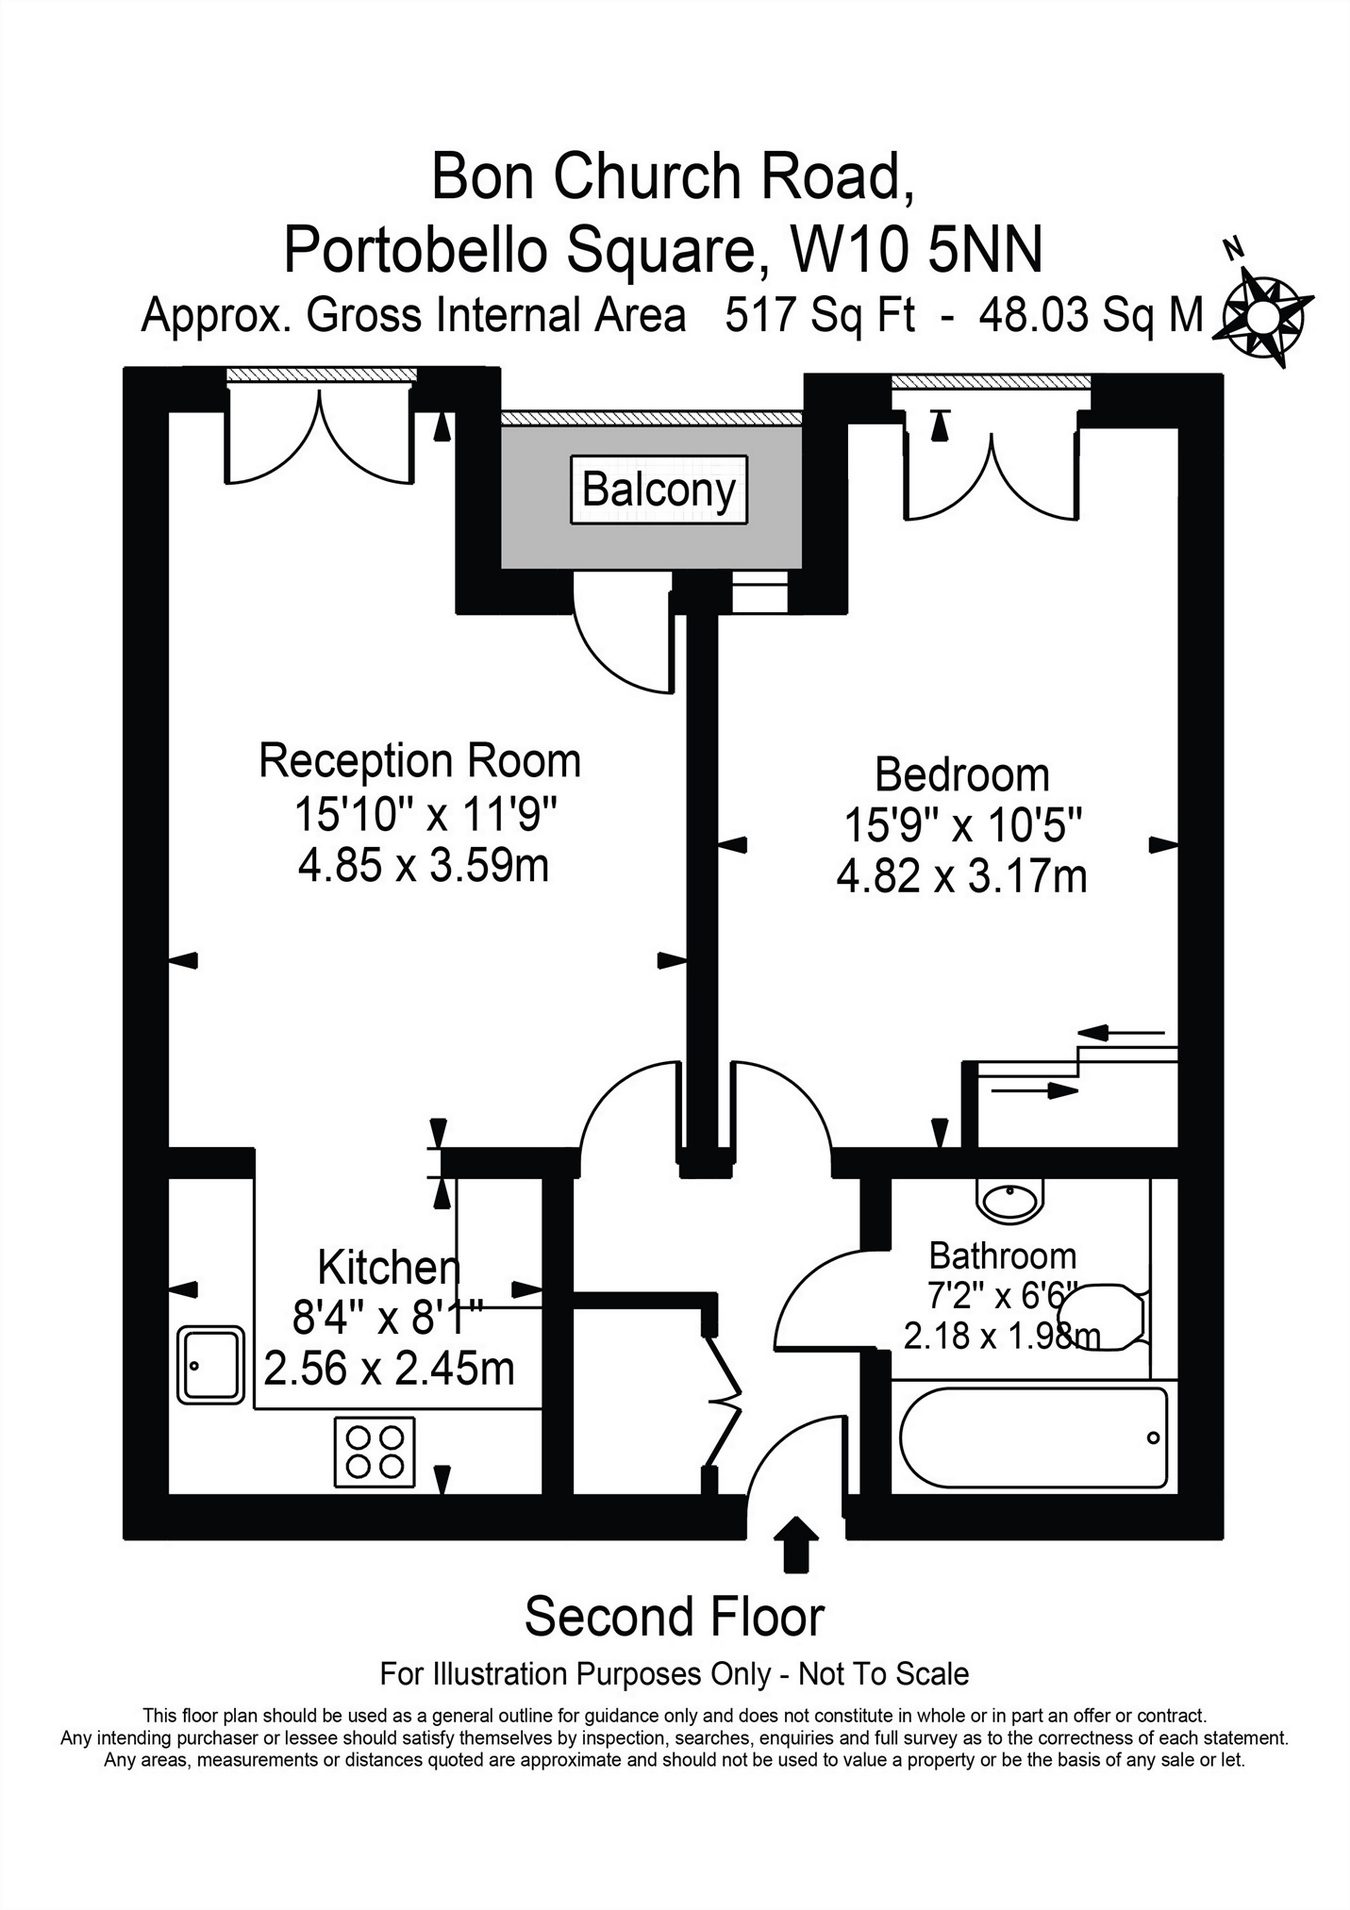 Bon Church Road,
Portobello Square, W10 5NN
Approx. Gross Internal Area 517 Sq Ft - 48.03 Sq M
N
Balcony
Reception Room
15'10" x 11'9"
4.85 x 3.59m
Bedroom
15'9" x 10'5"
4.82 x 3.17m
Kitchen
8'4" x 8'1"
2.56 x 2.45m
Bathroom
7'2" x 6'6"
2.18 x 1.98m
Second Floor
For Illustration Purposes Only - Not To Scale
This floor plan should be used as a general outline for guidance only and does not constitute in whole or in part an offer or contract.
Any intending purchaser or lessee should satisfy themselves by inspection, searches, enquiries and full survey as to the correctness of each statement.
Any areas, measurements or distances quoted are approximate and should not be used to value a property or be the basis of any sale or let.